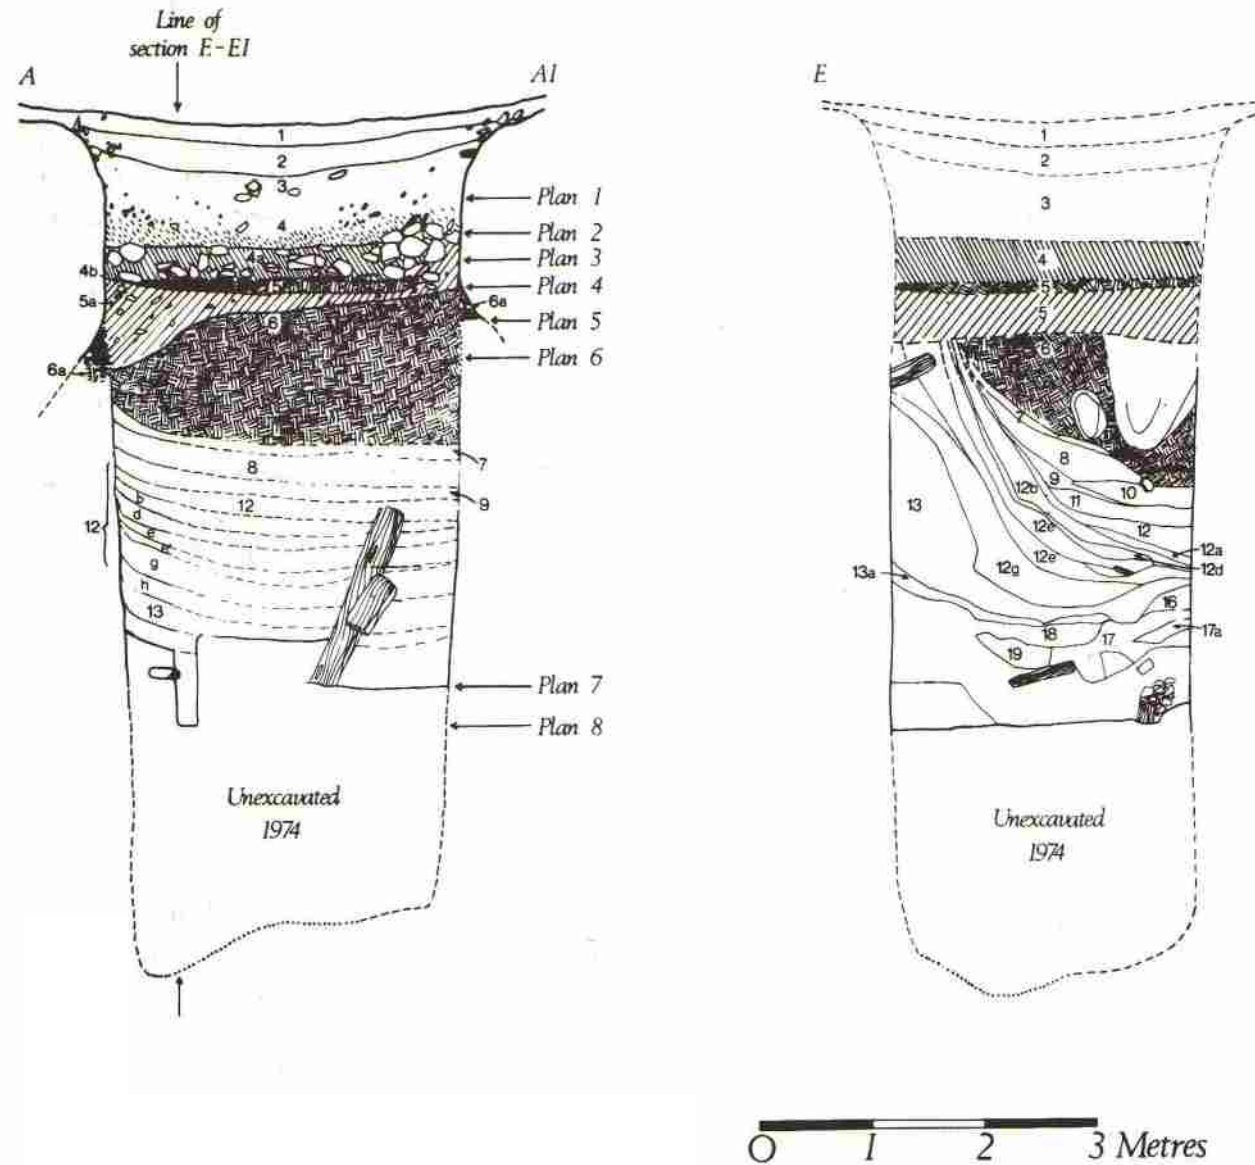 Line of
section E-E1
A
A1
1
2
3
4
4a
4b
5
5a
6
6a
6a
Plan 1
Plan 2
Plan 3
Plan 4
Plan 5
Plan 6
7
8
9
12
12
b
d
e
g
h
13
Plan 7
Plan 8
Unexcavated
1974
E
1
2
3
4
5
5
6
7
8
9
10
11
12
12a
12b
12d
12e
12e
12g
13
13a
16
17
17a
18
19
Unexcavated
1974
0 1 2 3 Metres